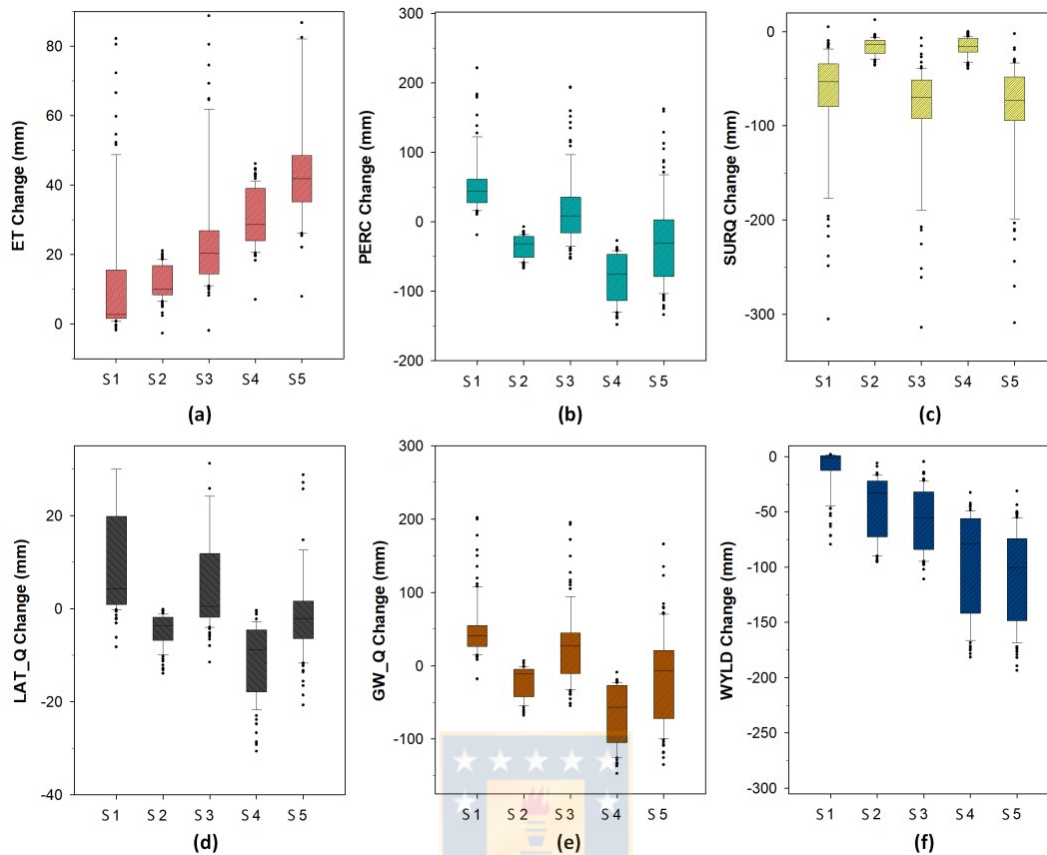 ET Change (mm)
80
60
40
20
0
S1 S2 S3 S4 S5
(a)
PERC Change (mm)
300
200
100
0
-100
-200
S1 S2 S3 S4 S5
(b)
SURQ Change (mm)
0
-100
-200
-300
S1 S2 S3 S4 S5
(c)
LAT_Q Change (mm)
20
0
-20
-40
S1 S2 S3 S4 S5
(d)
GW_Q Change (mm)
300
200
100
0
-100
S1 S2 S3 S4 S5
(e)
WYLD Change (mm)
0
-50
-100
-150
-200
-250
-300
S1 S2 S3 S4 S5
(f)